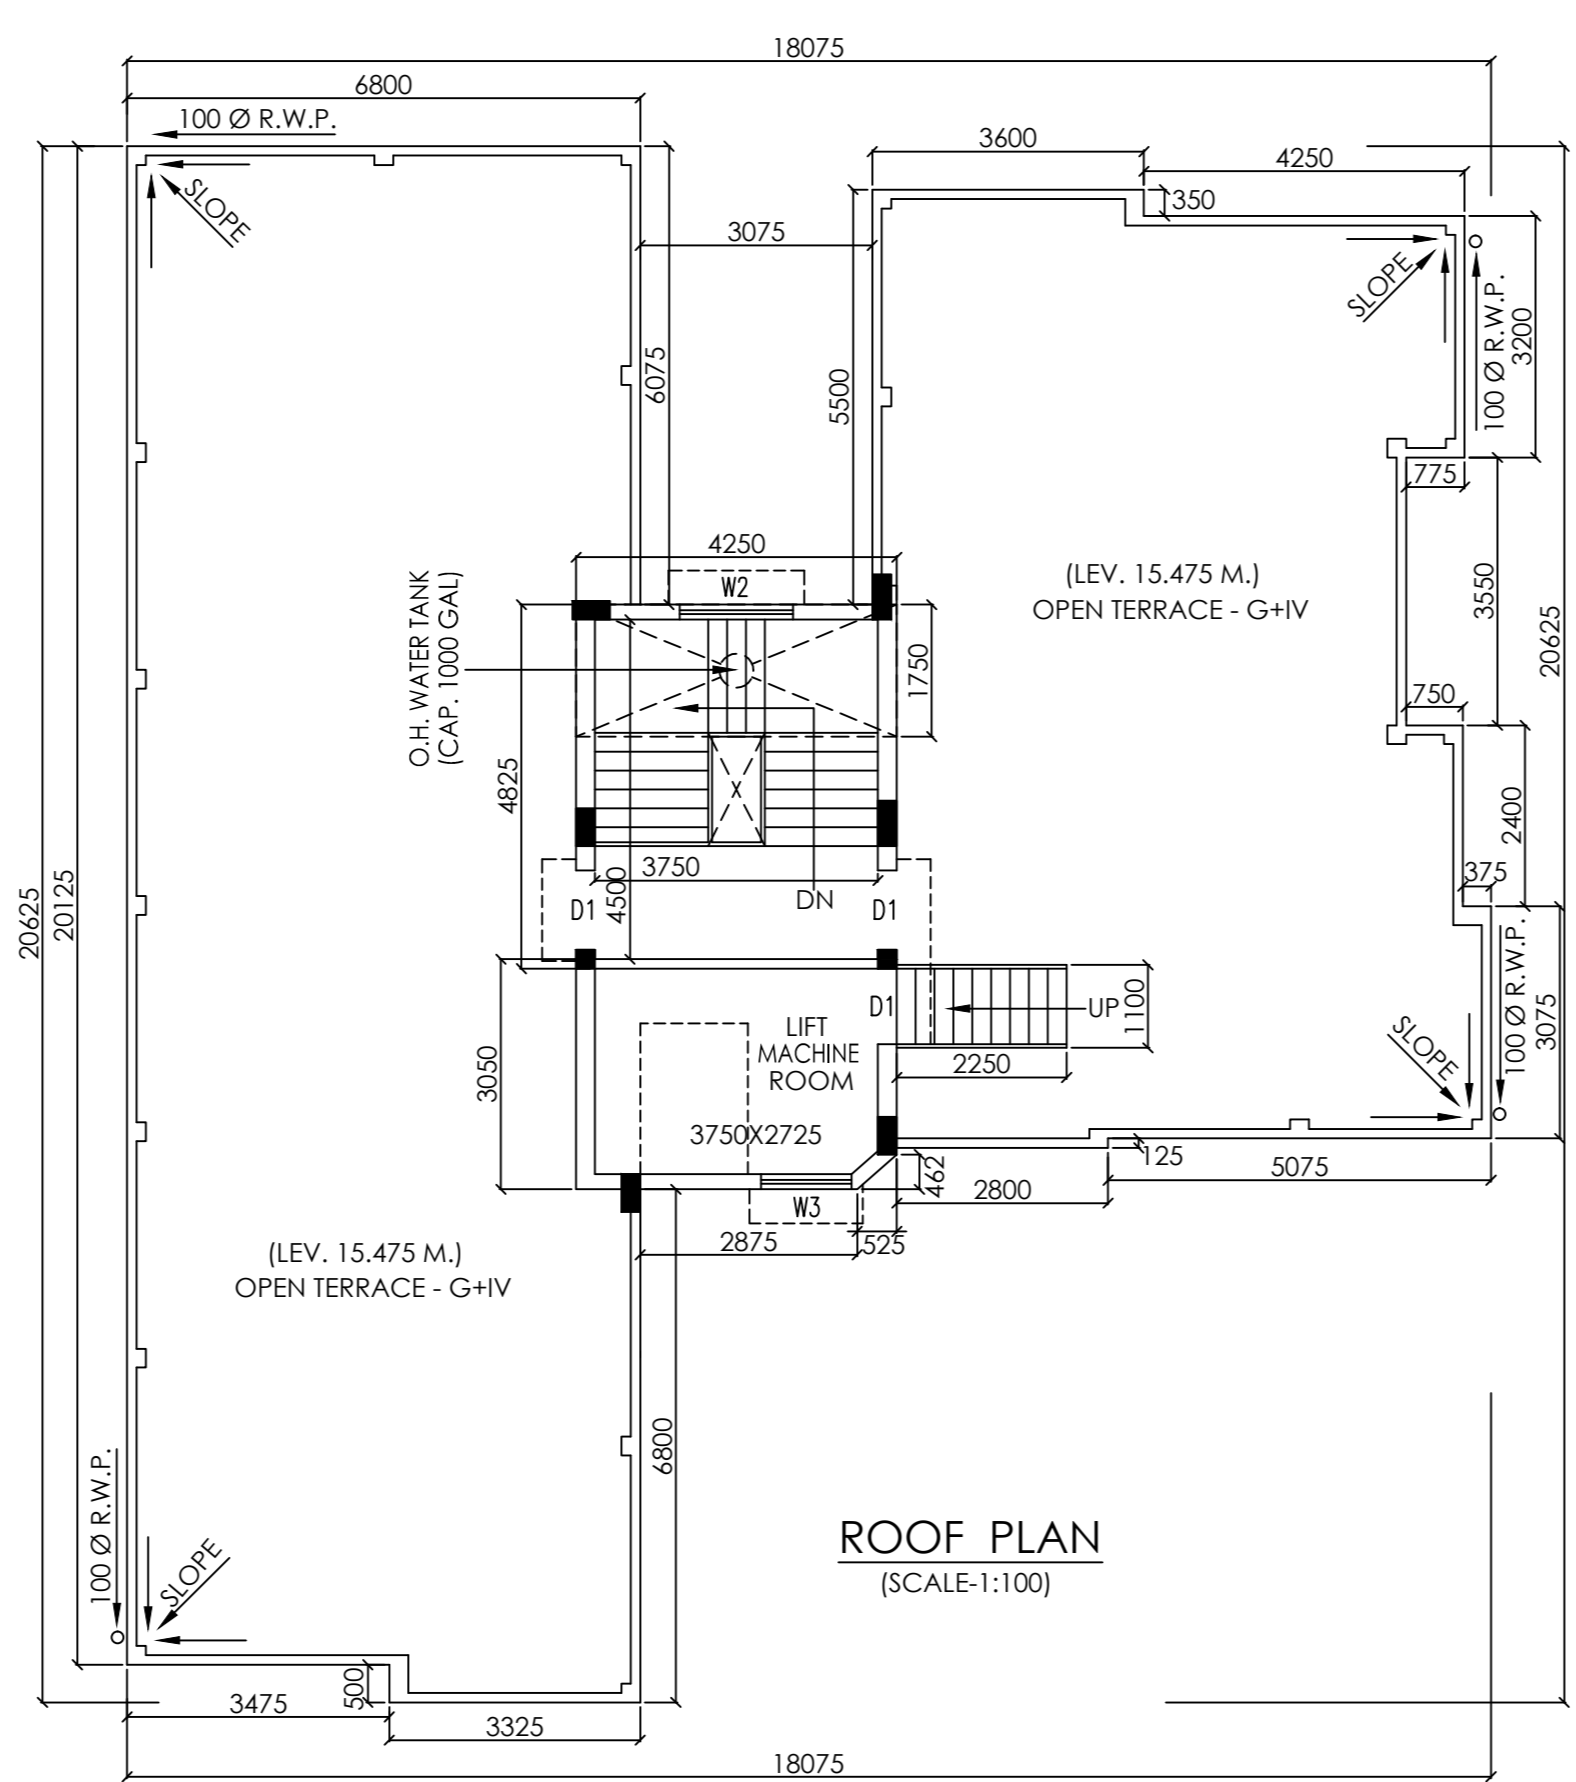 18075
6800
100 Ø R.W.P.
3600
4250
350
SLOPE
3075
SLOPE
100 Ø R.W.P.
3200
6075
5500
775
4250
W2
(LEV. 15.475 M.)
OPEN TERRACE - G+IV
3550
20625
O.H. WATER TANK
(CAP. 1000 GAL)
1750
750
4825
X
2400
3750
375
4500
DN
D1
D1
20625
20125
D1
UP
1100
LIFT
MACHINE
ROOM
100 Ø R.W.P.
3075
SLOPE
3050
2250
3750X2725
125
462
5075
2800
W3
2875
525
(LEV. 15.475 M.)
OPEN TERRACE - G+IV
6800
100 Ø R.W.P.
SLOPE
ROOF PLAN
(SCALE-1:100)
500
3475
3325
18075